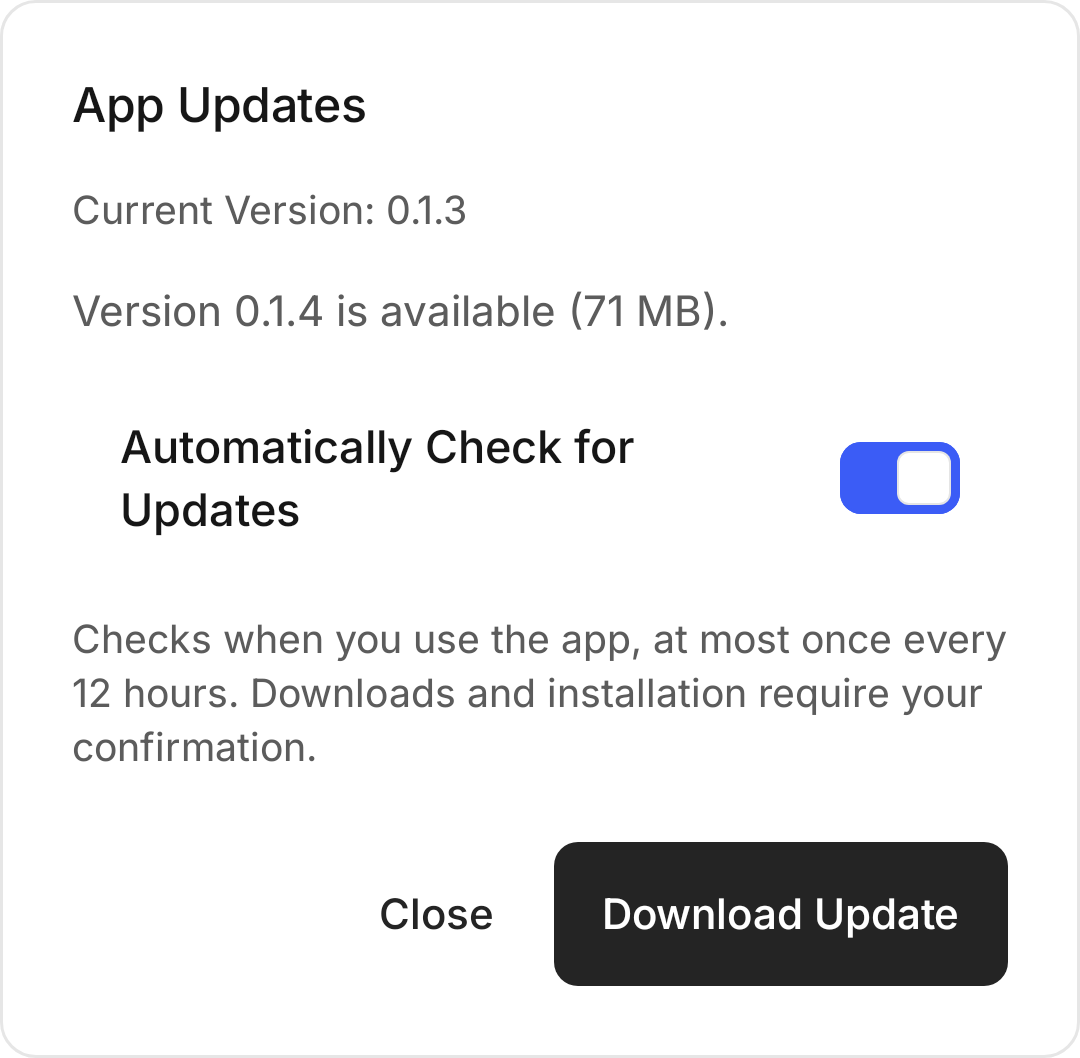 App Updates
Current Version: 0.1.3
Version 0.1.4 is available (71 MB).
Automatically Check for
Updates
Checks when you use the app, at most once every
12 hours. Downloads and installation require your
confirmation.
Close
Download Update